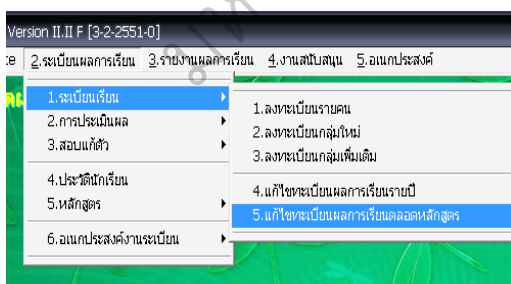 Version II.II F [3-2-2551-0]
ce 2.ระเบียนผลการเรียน 3.รายงานผลการเรียน 4.งานสนับสนุน 5.อเนกประสงค์
1.ระเบียนเรียน
2.การประเมินผล
3.สอบแก้ตัว
4.ประวัตินักเรียน
5.หลักสูตร
6.อเนกประสงค์งานระเบียน
1.ลงทะเบียนรายคน
2.ลงทะเบียนกลุ่มใหม่
3.ลงทะเบียนกลุ่มเพิ่มเติม
4.แก้ไขทะเบียนผลการเรียนรายปี
5.แก้ไขทะเบียนผลการเรียนตลอดหลักสูตร